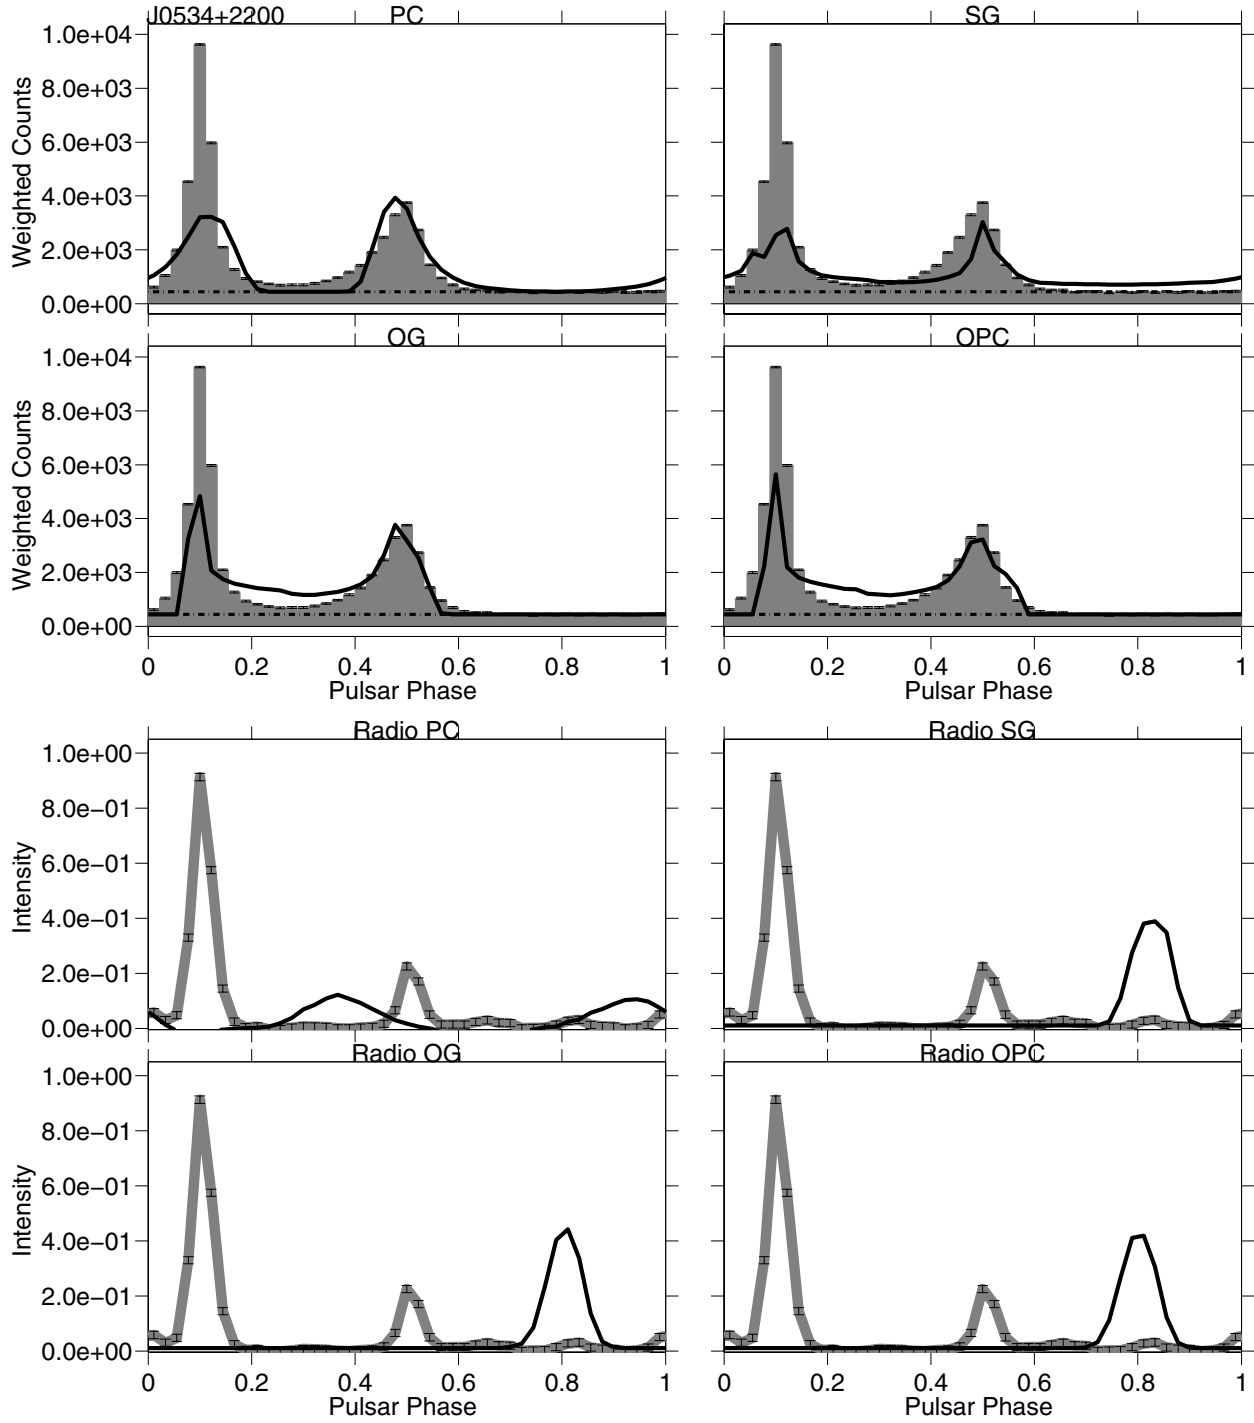 J0534+2200 PC SG
1.0e+04
8.0e+03
6.0e+03
4.0e+03
2.0e+03
0.0e+00
Weighted Counts
OG OPC
1.0e+04
8.0e+03
6.0e+03
4.0e+03
2.0e+03
0.0e+00
Weighted Counts
0 0.2 0.4 0.6 0.8 1 0 0.2 0.4 0.6 0.8 1
Pulsar Phase Pulsar Phase
Radio PC Radio SG
1.0e+00
8.0e−01
6.0e−01
4.0e−01
2.0e−01
0.0e+00
Intensity
Radio OG Radio OPC
1.0e+00
8.0e−01
6.0e−01
4.0e−01
2.0e−01
0.0e+00
Intensity
0 0.2 0.4 0.6 0.8 1 0 0.2 0.4 0.6 0.8 1
Pulsar Phase Pulsar Phase